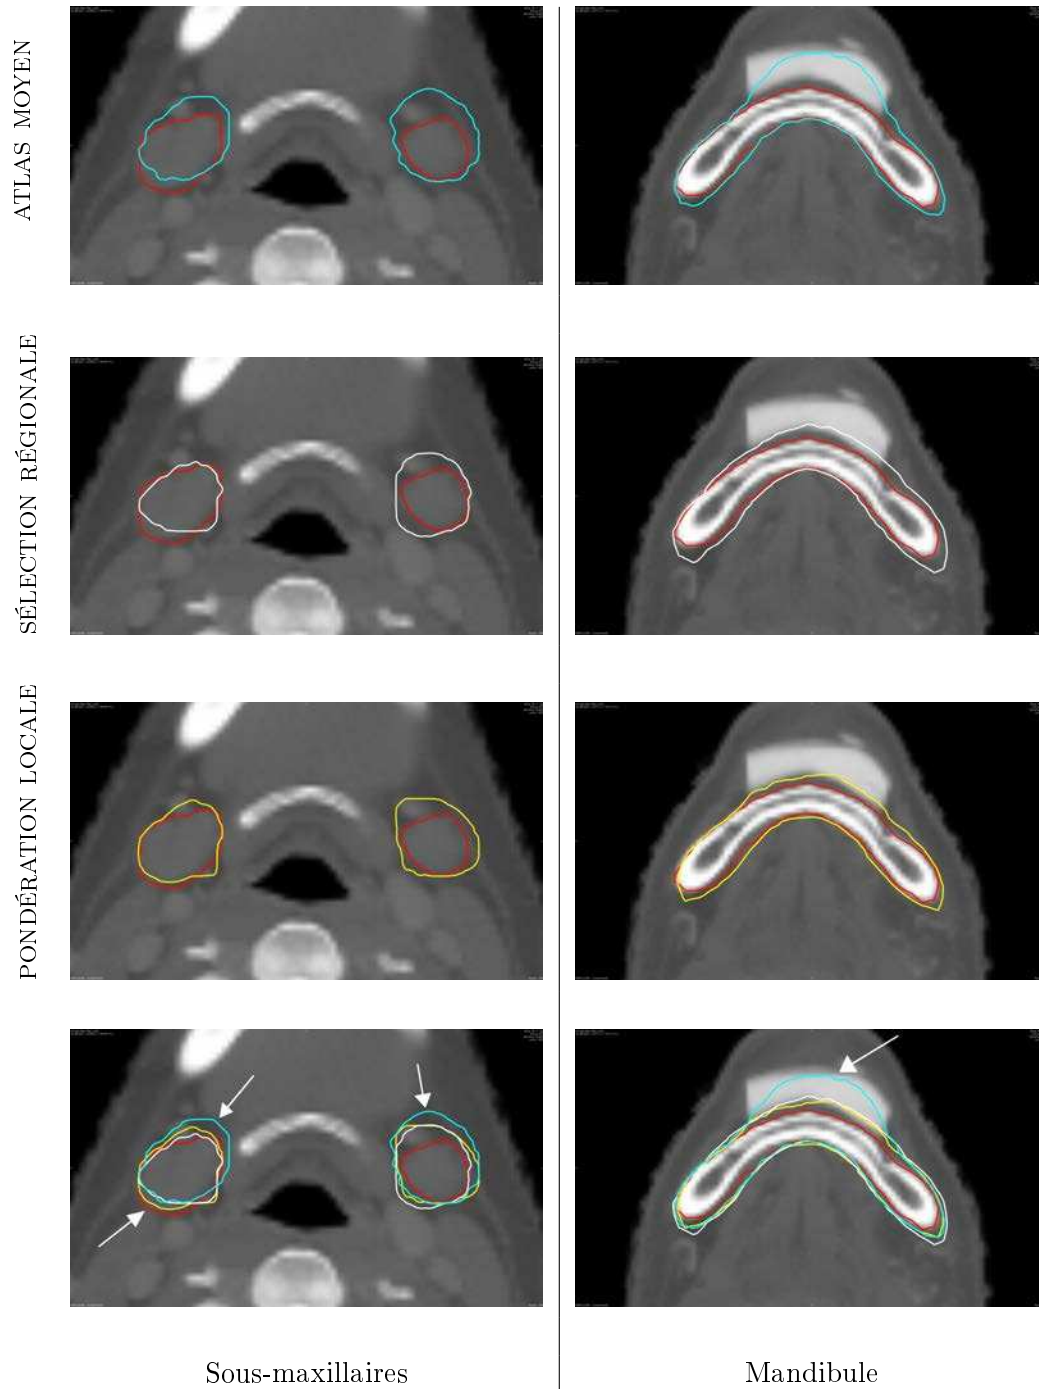 ATLAS MOYEN
SÉLECTION RÉGIONALE
PONDÉRATION LOCALE
Sous-maxillaires
Mandibule